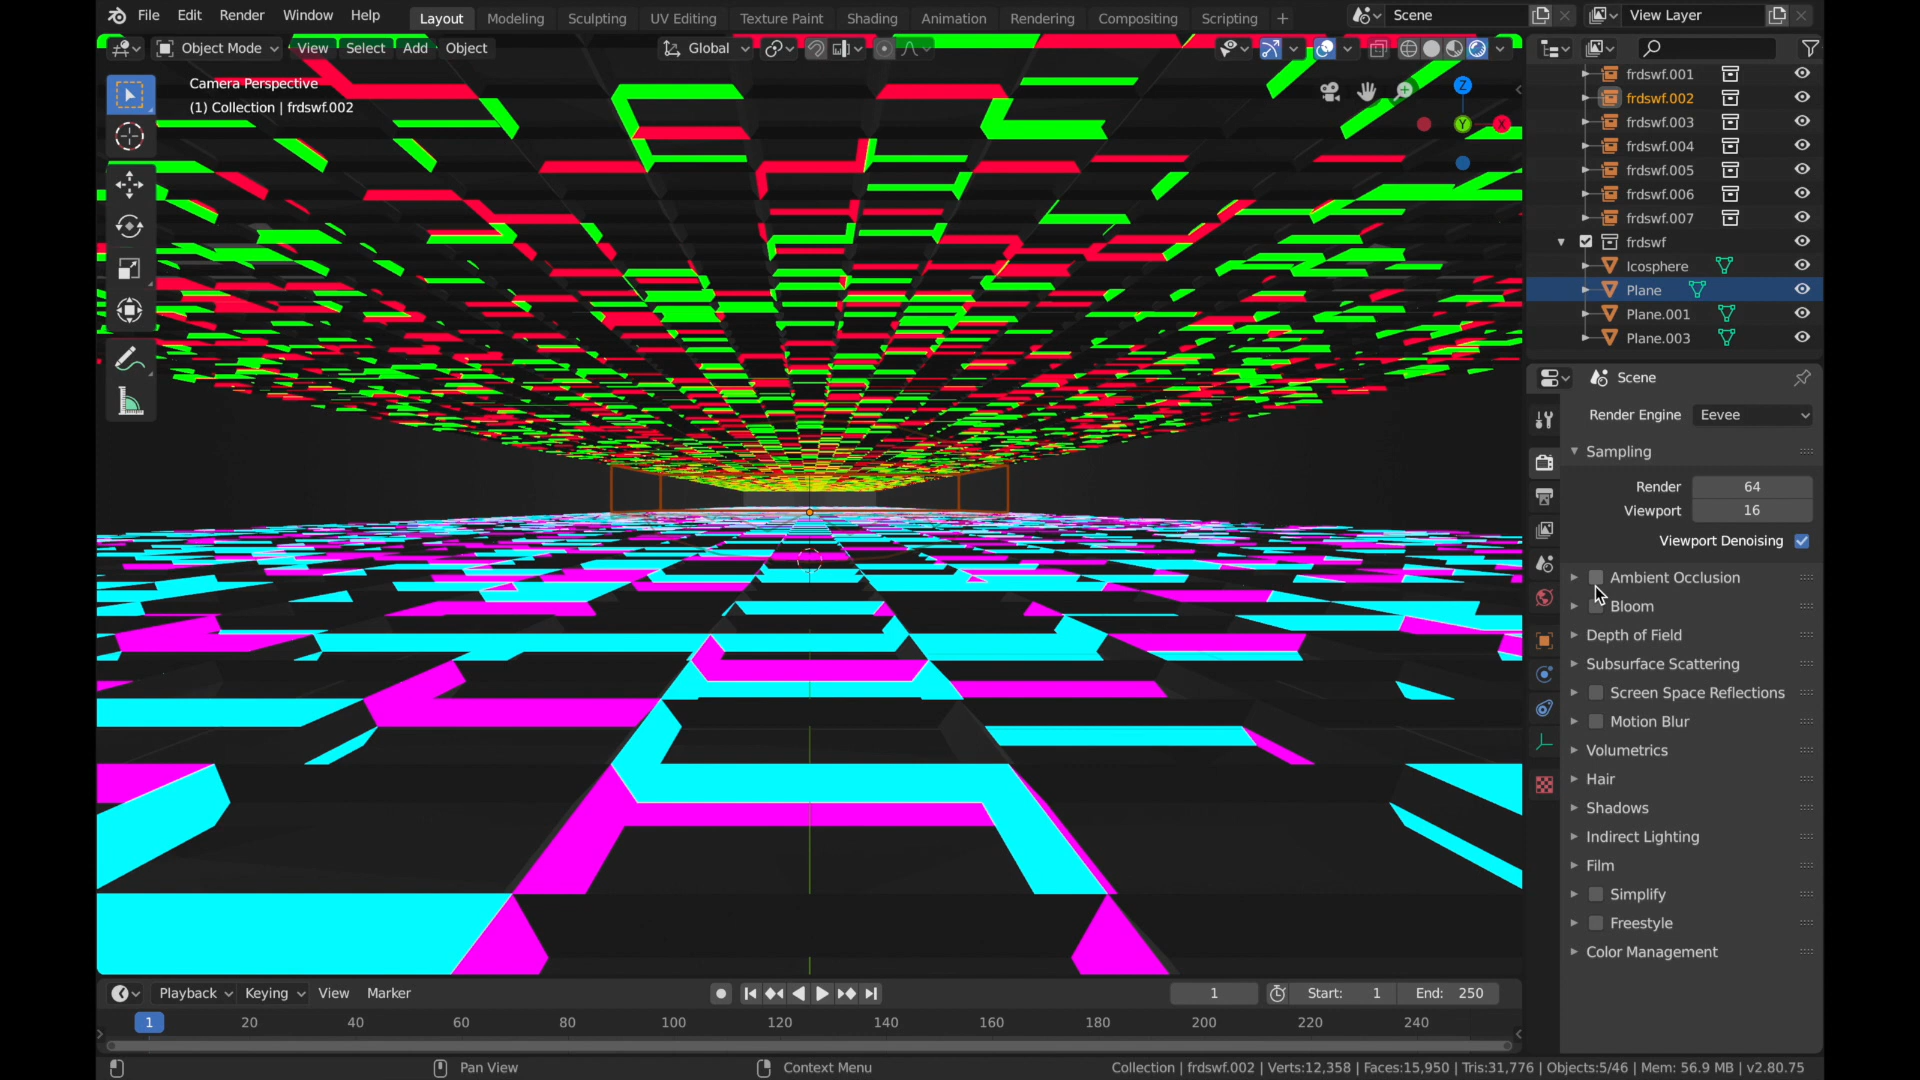 File Edit Render Window Help Layout Modeling Sculpting UV Editing Texture Paint Shading Animation Rendering Compositing Scripting + Scene View Layer
Object Mode View Select Add Object Global
Camera Perspective
(1) Collection | frdswf.002
Z
Y
X
frdswf.001
frdswf.002
frdswf.003
frdswf.004
frdswf.005
frdswf.006
frdswf.007
frdswf
Icosphere
Plane
Plane.001
Plane.003
Scene
Render Engine Eevee
Sampling
Render 64
Viewport 16
Viewport Denoising
Ambient Occlusion
Bloom
Depth of Field
Subsurface Scattering
Screen Space Reflections
Motion Blur
Volumetrics
Hair
Shadows
Indirect Lighting
Film
Simplify
Freestyle
Color Management
Playback Keying View Marker 1 Start: 1 End: 250
1 20 40 60 80 100 120 140 160 180 200 220 240
Pan View Context Menu Collection | frdswf.002 | Verts:12,358 | Faces:15,950 | Tris:31,776 | Objects:5/46 | Mem: 56.9 MB | v2.80.75